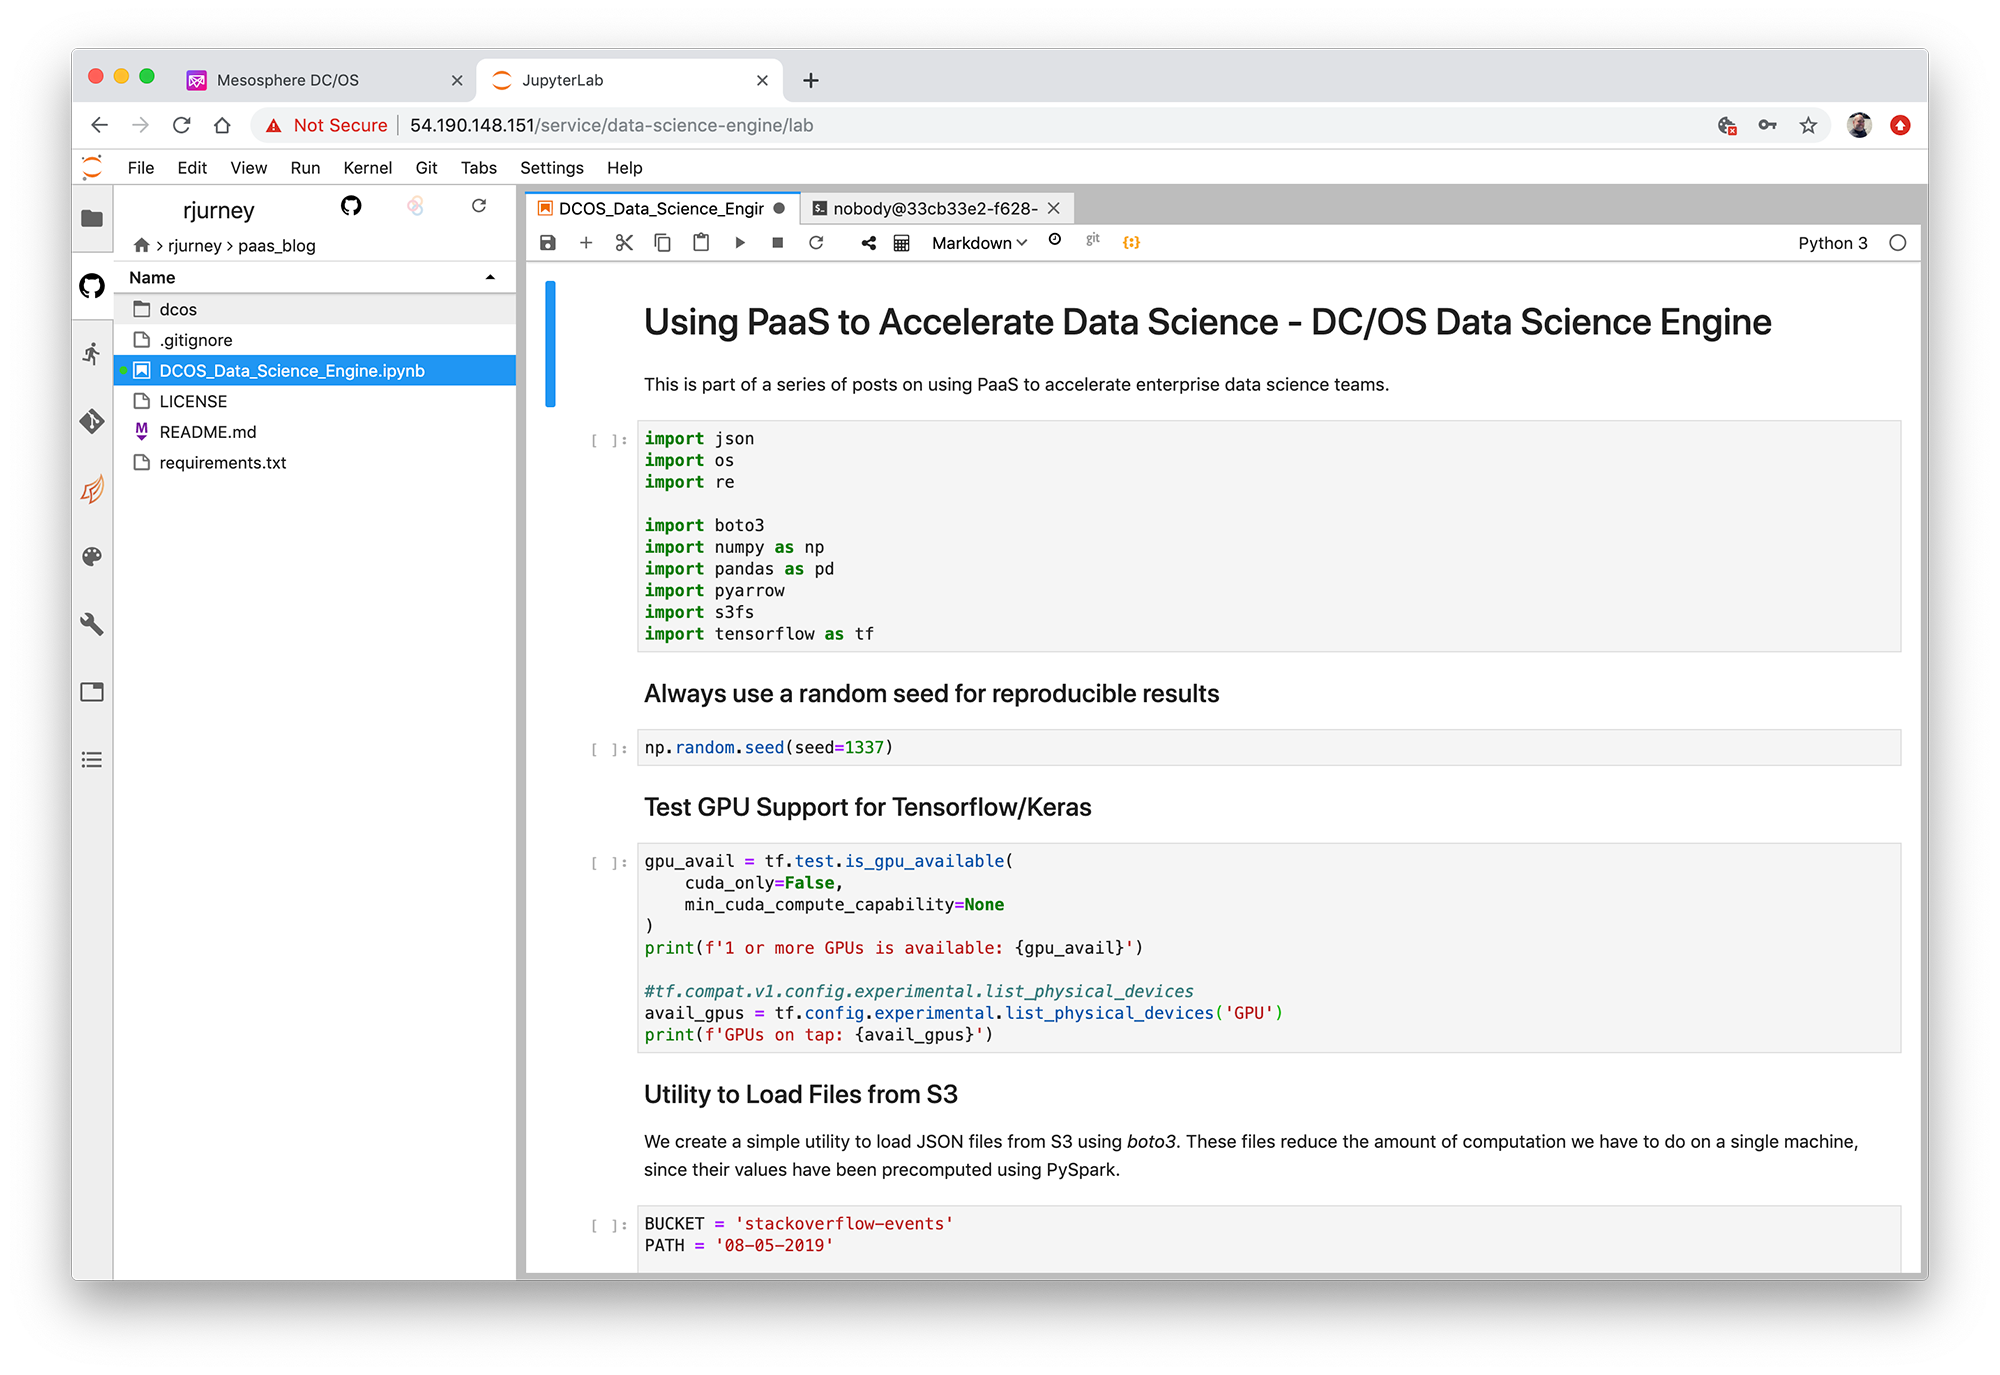 Mesosphere DC/OS
JupyterLab
Not Secure
54.190.148.151/service/data-science-engine/lab
File Edit View Run Kernel Git Tabs Settings Help
rjurney
rjurney > paas_blog
Name
dcos
.gitignore
DCOS_Data_Science_Engine.ipynb
LICENSE
README.md
requirements.txt
DCOS_Data_Science_Engir
nobody@33cb33e2-f628-
Markdown
git
Python 3
Using PaaS to Accelerate Data Science - DC/OS Data Science Engine
This is part of a series of posts on using PaaS to accelerate enterprise data science teams.
[ ]:
import json
import os
import re
import boto3
import numpy as np
import pandas as pd
import pyarrow
import s3fs
import tensorflow as tf
Always use a random seed for reproducible results
[ ]:
np.random.seed(seed=1337)
Test GPU Support for Tensorflow/Keras
[ ]:
gpu_avail = tf.test.is_gpu_available(
    cuda_only=False,
    min_cuda_compute_capability=None
)
print(f'1 or more GPUs is available: {gpu_avail}')
#tf.compat.v1.config.experimental.list_physical_devices
avail_gpus = tf.config.experimental.list_physical_devices('GPU')
print(f'GPUs on tap: {avail_gpus}')
Utility to Load Files from S3
We create a simple utility to load JSON files from S3 using boto3. These files reduce the amount of computation we have to do on a single machine,
since their values have been precomputed using PySpark.
[ ]:
BUCKET = 'stackoverflow-events'
PATH = '08-05-2019'